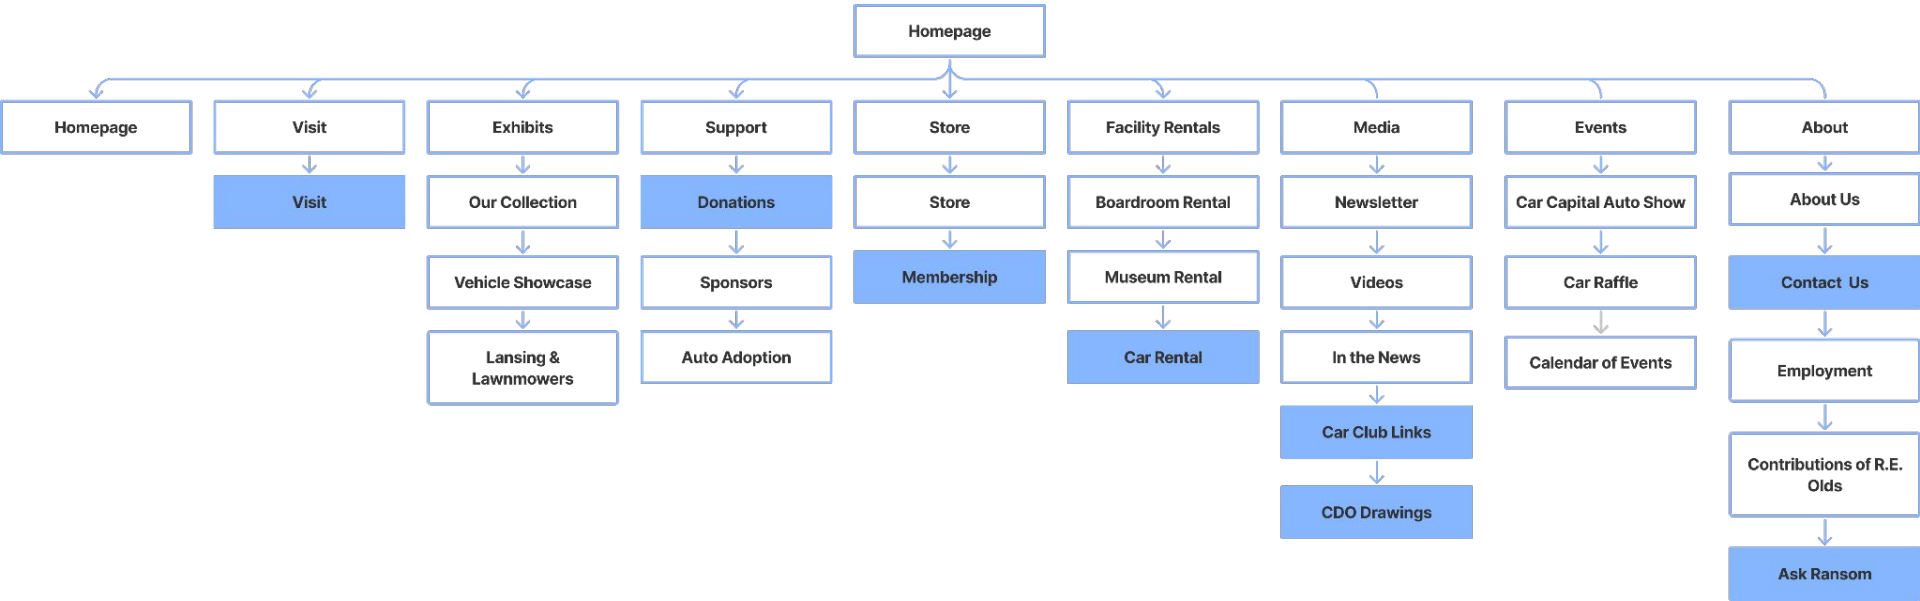 Homepage
Homepage
Visit
Exhibits
Support
Store
Facility Rentals
Media
Events
About
Visit
Our Collection
Donations
Store
Boardroom Rental
Newsletter
Car Capital Auto Show
About Us
Vehicle Showcase
Sponsors
Membership
Museum Rental
Videos
Car Raffle
Contact Us
Lansing &
Lawnmowers
Auto Adoption
Car Rental
In the News
Calendar of Events
Employment
Car Club Links
Contributions of R.E.
Olds
CDO Drawings
Ask Ransom